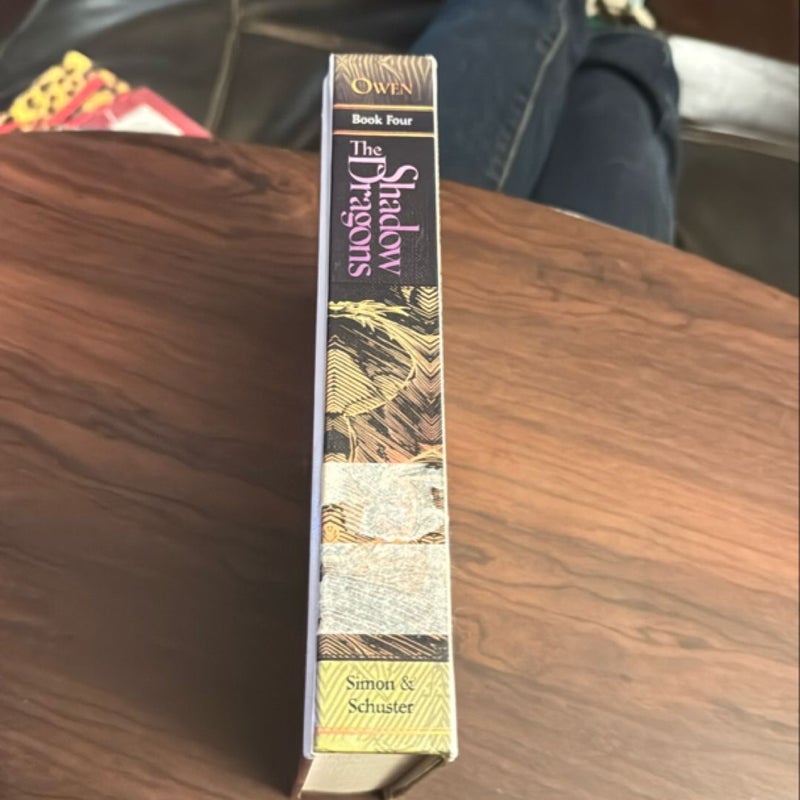 OWEN
Book Four
The
Shadow
Dragons
Simon &
Schuster